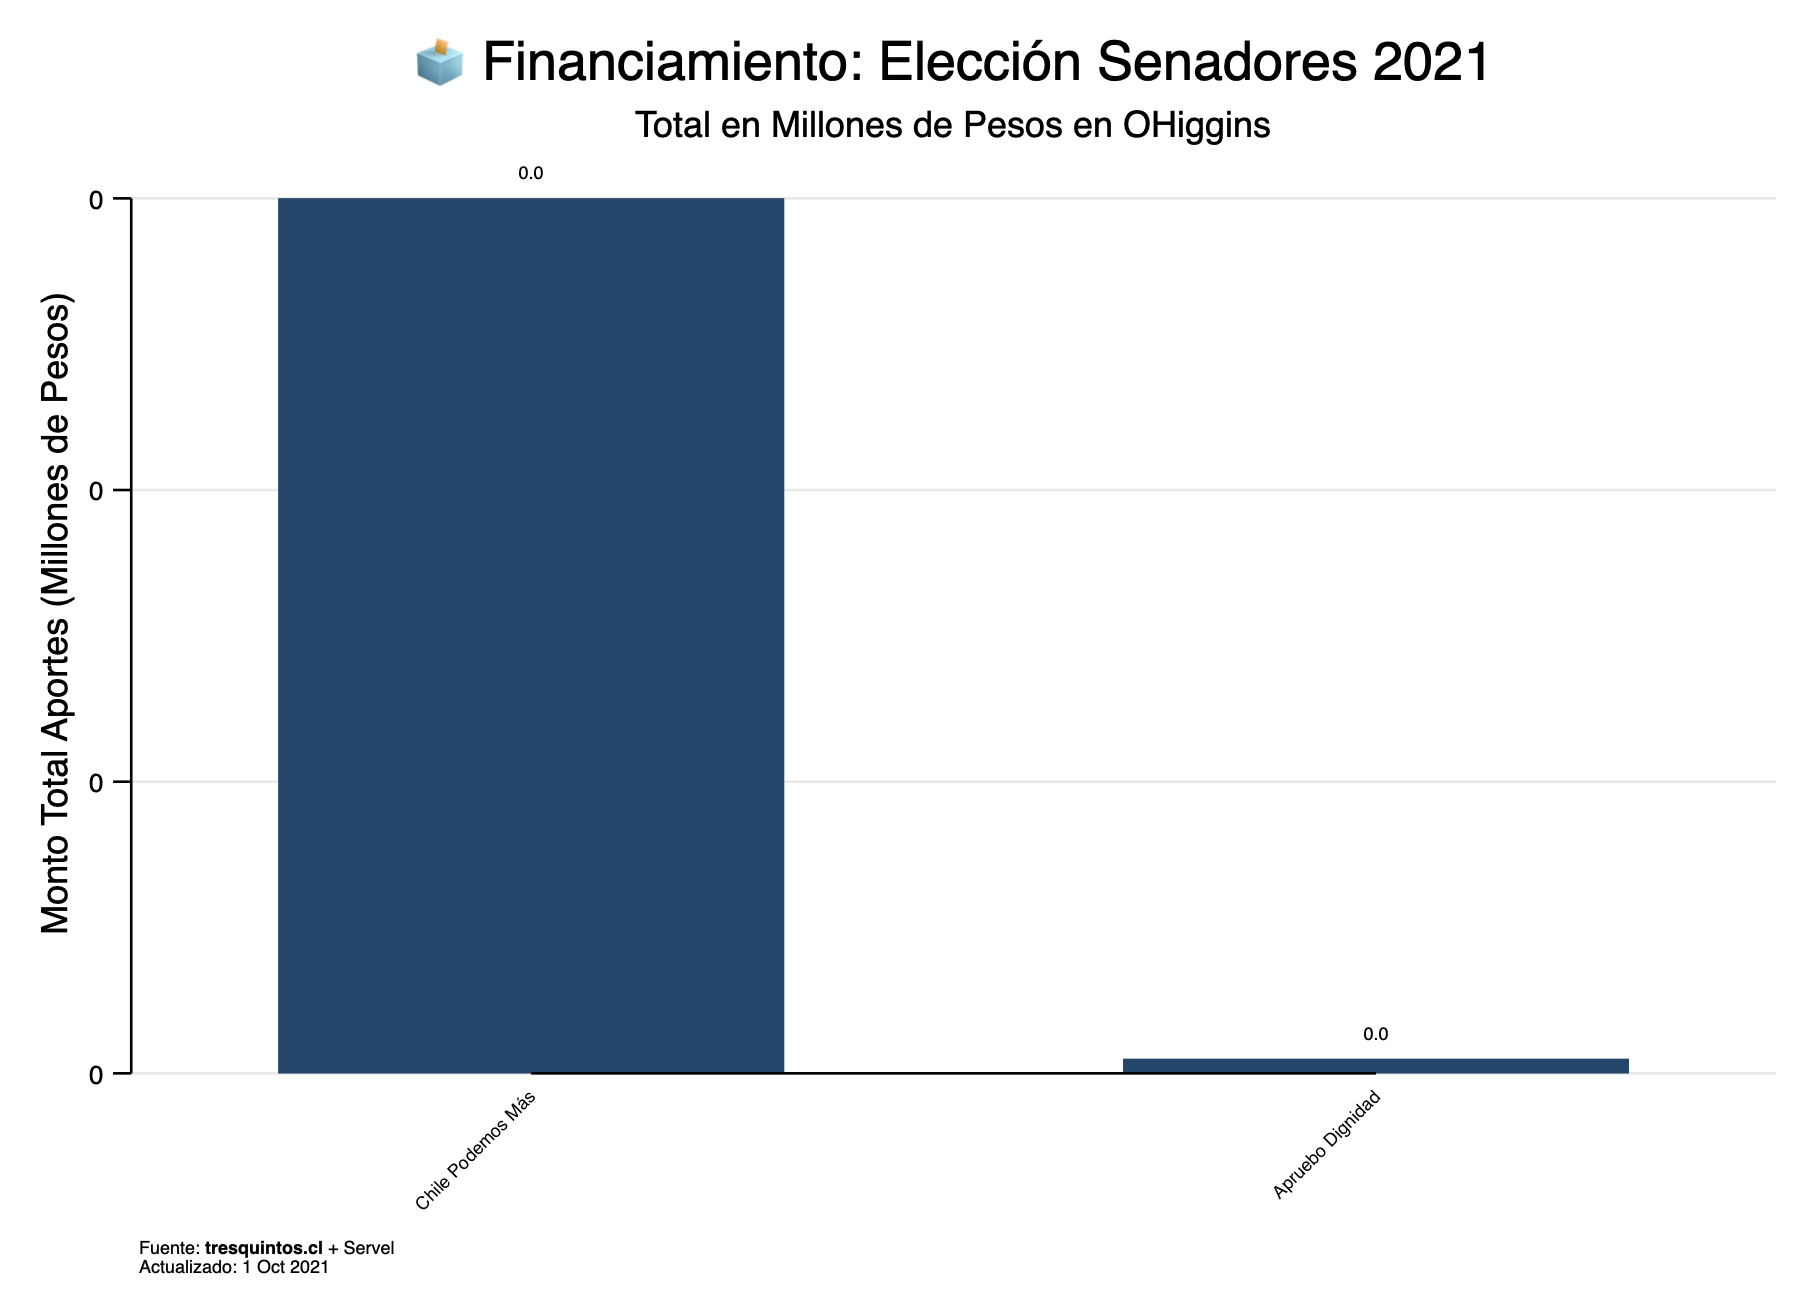 Financiamiento: Elección Senadores 2021
Total en Millones de Pesos en OHiggins
Monto Total Aportes (Millones de Pesos)
0
0
0
0
0.0
0.0
Chile Podemos Más
Apruebo Dignidad
Fuente: tresquintos.cl + Servel
Actualizado: 1 Oct 2021